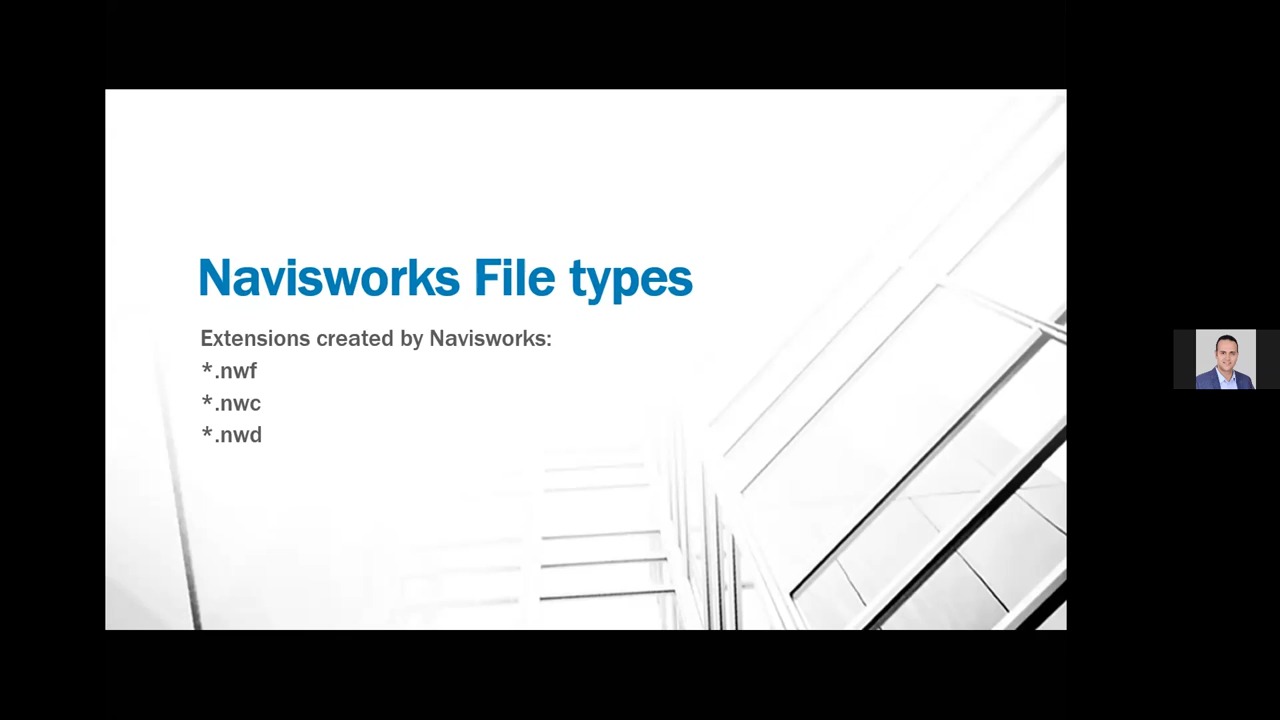 Navisworks File types
Extensions created by Navisworks:
*.nwf
*.nwc
*.nwd